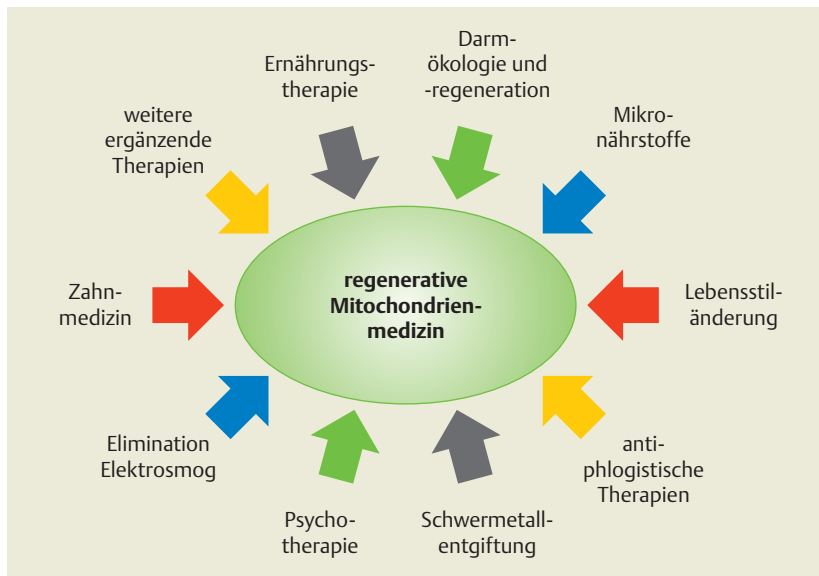 Ernährungs-
therapie
Darm-
ökologie und
-regeneration
weitere
ergänzende
Therapien
Mikro-
nährstoffe
Zahn-
medizin
regenerative
Mitochondrien-
medizin
Lebensstil-
änderung
Elimination
Elektrosmog
anti-
phlogistische
Therapien
Psycho-
therapie
Schwermetall-
entgiftung